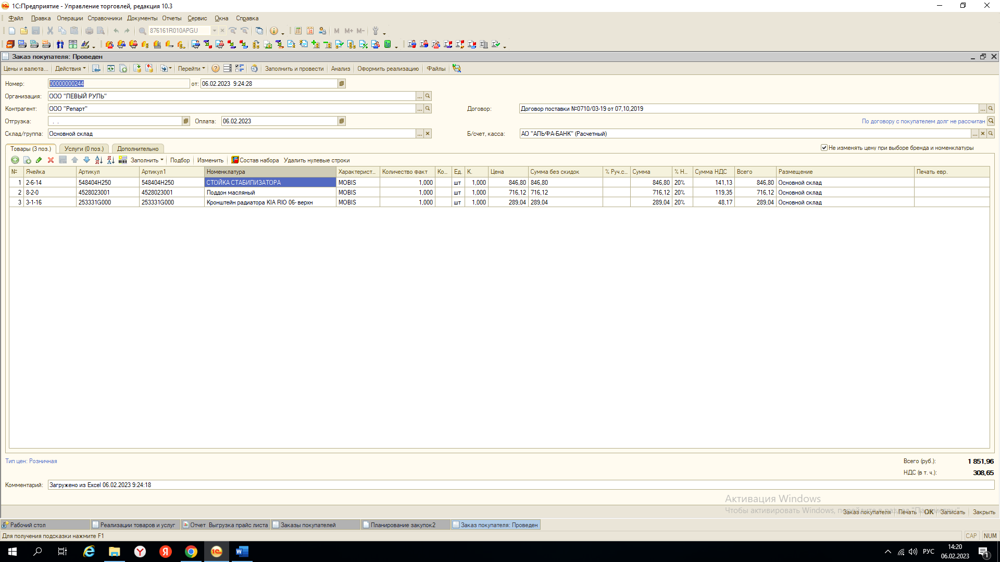 1С:Предприятие - Управление торговлей, редакция 10.3
Файл Правка Операции Справочники Документы Отчеты Сервис Окна Справка
876161R010APGU M M+ M-
Заказ покупателя: Проведен
Цены и валюта... Действия Перейти Заполнить и провести Анализ Оформить реализацию Файлы
Номер: 00000000244 от: 06.02.2023 9:24:28
Организация: ООО "ЛЕВЫЙ РУЛЬ"
Контрагент: ООО "Репарт" Договор: Договор поставки №0710/03-19 от 07,10,2019
Отгрузка: . . Оплата: 06.02.2023 По договору с покупателем долг не рассчитан
Склад/группа: Основной склад Б/счет, касса: АО "АЛЬФА-БАНК" (Расчетный)
Товары (3 поз.) Услуги (0 поз.) Дополнительно Не изменять цену при выборе бренда и номенклатуры
Заполнить Подбор Изменить Состав набора Удалить нулевые строки
№ Ячейка Артикул Артикул1 Номенклатура Характерист... Количество факт Ко... Ед. К. Цена Сумма без скидок % Руч.с... Сумма % Н... Сумма НДС Всего Размещение Печать евр.
1 2-6-14 548404H250 548404H250 СТОЙКА СТАБИЛИЗАТОРА MOBIS 1,000 шт 1,000 846,80 846,80 846,80 20% 141,13 846,80 Основной склад
2 8-2-0 4528023001 4528023001 Поддон масляный MOBIS 1,000 шт 1,000 716,12 716,12 716,12 20% 119,35 716,12 Основной склад
3 3-1-16 253331G000 253331G000 Кронштейн радиатора KIA RIO 06- верхн MOBIS 1,000 шт 1,000 289,04 289,04 289,04 20% 48,17 289,04 Основной склад
Тип цен: Розничная Всего (руб.): 1 851,96
НДС (в т. ч.): 308,65
Комментарий: Загружено из Excel 06.02.2023 9:24:18
Активация Windows
Чтобы активировать Windows, перейдите в раздел "Параметры".
Заказ покупателя Печать OK Записать Закрыть
Рабочий стол Реализации товаров и услуг Отчет Выгрузка прайс листа Заказы покупателей Планирование закупок2 Заказ покупателя: Проведен
Для получения подсказки нажмите F1 CAP NUM
РУС 14:20
06.02.2023 1